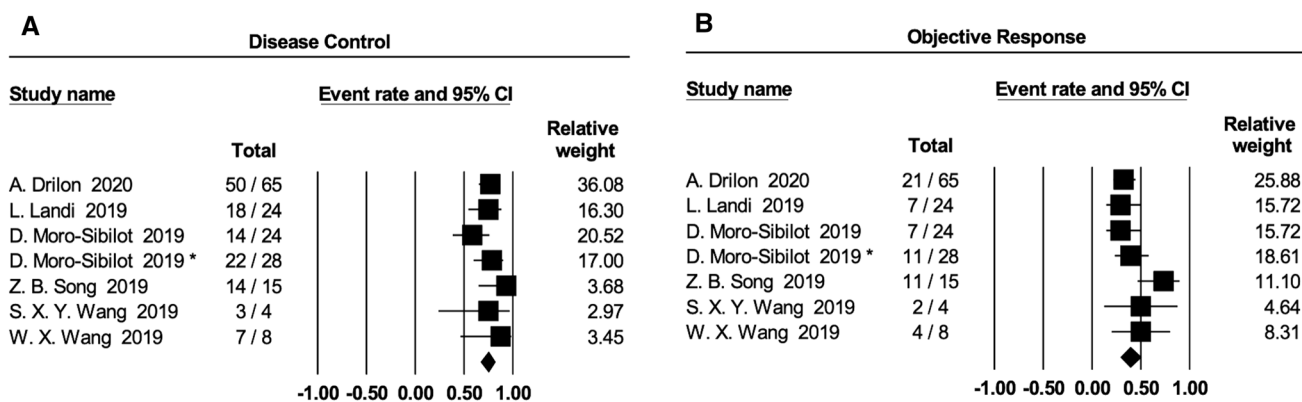 A
Disease Control
Study name Event rate and 95% CI
Total Relative weight
A. Drilon 2020 50 / 65 36.08
L. Landi 2019 18 / 24 16.30
D. Moro-Sibilot 2019 14 / 24 20.52
D. Moro-Sibilot 2019 * 22 / 28 17.00
Z. B. Song 2019 14 / 15 3.68
S. X. Y. Wang 2019 3 / 4 2.97
W. X. Wang 2019 7 / 8 3.45
-1.00 -0.50 0.00 0.50 1.00
B
Objective Response
Study name Event rate and 95% CI
Total Relative weight
A. Drilon 2020 21 / 65 25.88
L. Landi 2019 7 / 24 15.72
D. Moro-Sibilot 2019 7 / 24 15.72
D. Moro-Sibilot 2019 * 11 / 28 18.61
Z. B. Song 2019 11 / 15 11.10
S. X. Y. Wang 2019 2 / 4 4.64
W. X. Wang 2019 4 / 8 8.31
-1.00 -0.50 0.00 0.50 1.00